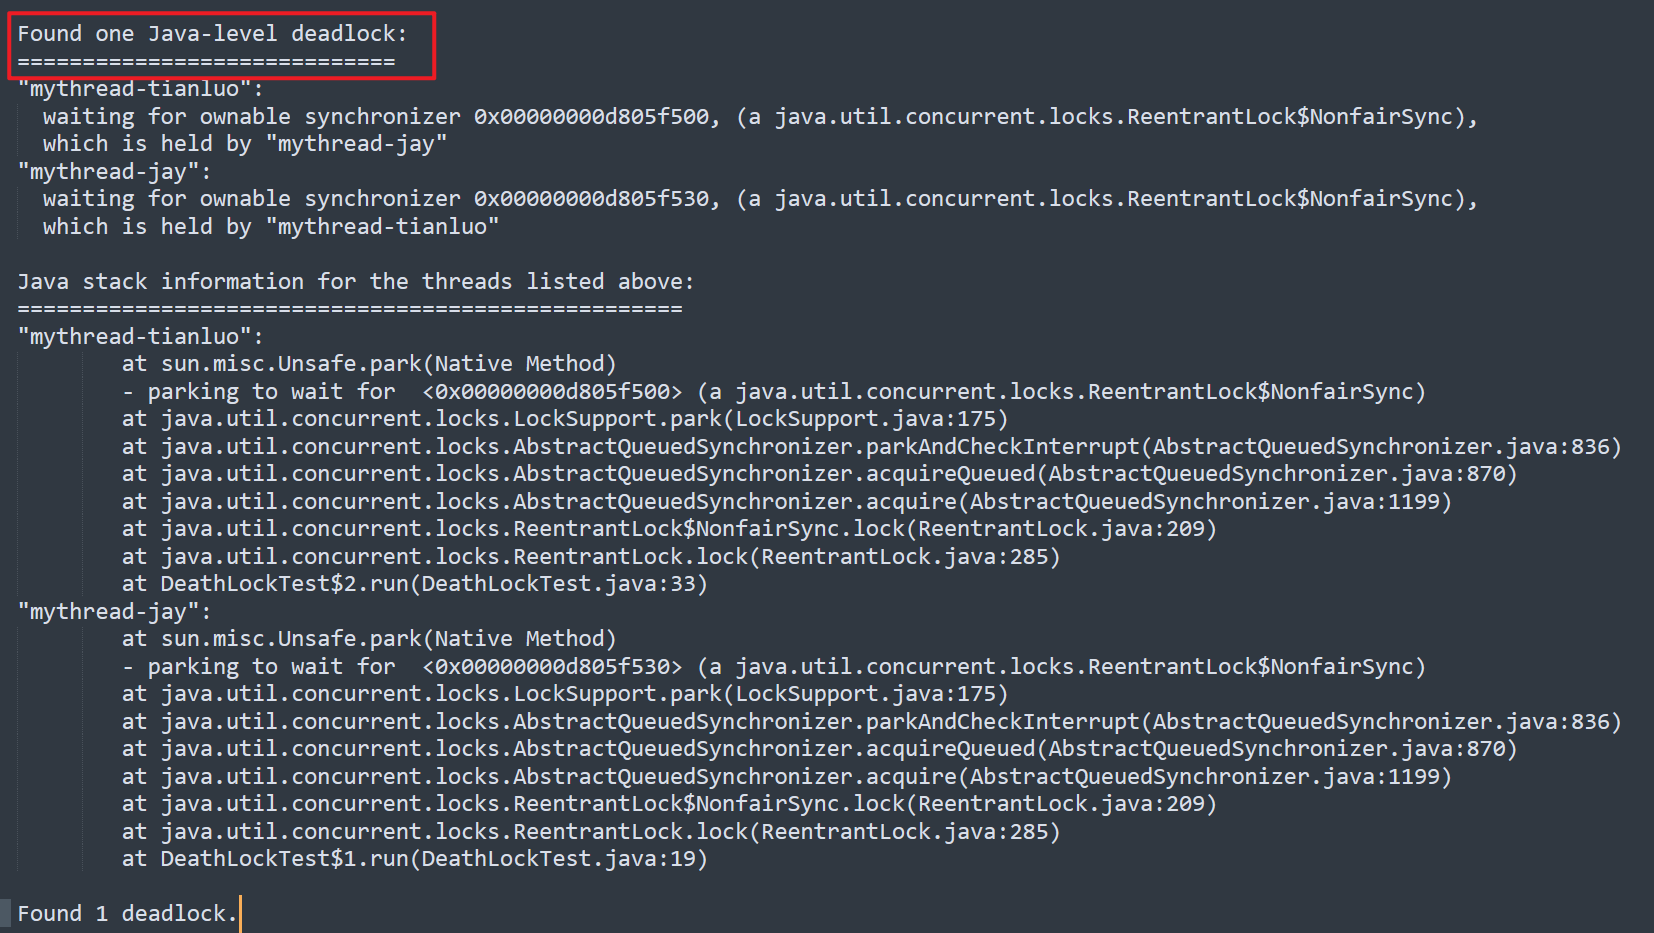 Found one Java-level deadlock:
=============================
"mythread-tianluo":
  waiting for ownable synchronizer 0x00000000d805f500, (a java.util.concurrent.locks.ReentrantLock$NonfairSync),
  which is held by "mythread-jay"
"mythread-jay":
  waiting for ownable synchronizer 0x00000000d805f530, (a java.util.concurrent.locks.ReentrantLock$NonfairSync),
  which is held by "mythread-tianluo"

Java stack information for the threads listed above:
===================================================
"mythread-tianluo":
        at sun.misc.Unsafe.park(Native Method)
        - parking to wait for  <0x00000000d805f500> (a java.util.concurrent.locks.ReentrantLock$NonfairSync)
        at java.util.concurrent.locks.LockSupport.park(LockSupport.java:175)
        at java.util.concurrent.locks.AbstractQueuedSynchronizer.parkAndCheckInterrupt(AbstractQueuedSynchronizer.java:836)
        at java.util.concurrent.locks.AbstractQueuedSynchronizer.acquireQueued(AbstractQueuedSynchronizer.java:870)
        at java.util.concurrent.locks.AbstractQueuedSynchronizer.acquire(AbstractQueuedSynchronizer.java:1199)
        at java.util.concurrent.locks.ReentrantLock$NonfairSync.lock(ReentrantLock.java:209)
        at java.util.concurrent.locks.ReentrantLock.lock(ReentrantLock.java:285)
        at DeathLockTest$2.run(DeathLockTest.java:33)
"mythread-jay":
        at sun.misc.Unsafe.park(Native Method)
        - parking to wait for  <0x00000000d805f530> (a java.util.concurrent.locks.ReentrantLock$NonfairSync)
        at java.util.concurrent.locks.LockSupport.park(LockSupport.java:175)
        at java.util.concurrent.locks.AbstractQueuedSynchronizer.parkAndCheckInterrupt(AbstractQueuedSynchronizer.java:836)
        at java.util.concurrent.locks.AbstractQueuedSynchronizer.acquireQueued(AbstractQueuedSynchronizer.java:870)
        at java.util.concurrent.locks.AbstractQueuedSynchronizer.acquire(AbstractQueuedSynchronizer.java:1199)
        at java.util.concurrent.locks.ReentrantLock$NonfairSync.lock(ReentrantLock.java:209)
        at java.util.concurrent.locks.ReentrantLock.lock(ReentrantLock.java:285)
        at DeathLockTest$1.run(DeathLockTest.java:19)

Found 1 deadlock.